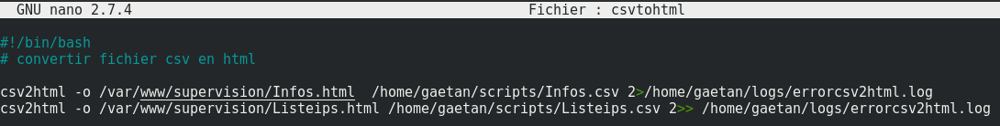 GNU nano 2.7.4 Fichier : csvtohtml
#!/bin/bash
# convertir fichier csv en html
csv2html -o /var/www/supervision/Infos.html  /home/gaetan/scripts/Infos.csv 2>/home/gaetan/logs/errorcsv2html.log
csv2html -o /var/www/supervision/Listeips.html /home/gaetan/scripts/Listeips.csv 2>> /home/gaetan/logs/errorcsv2html.log